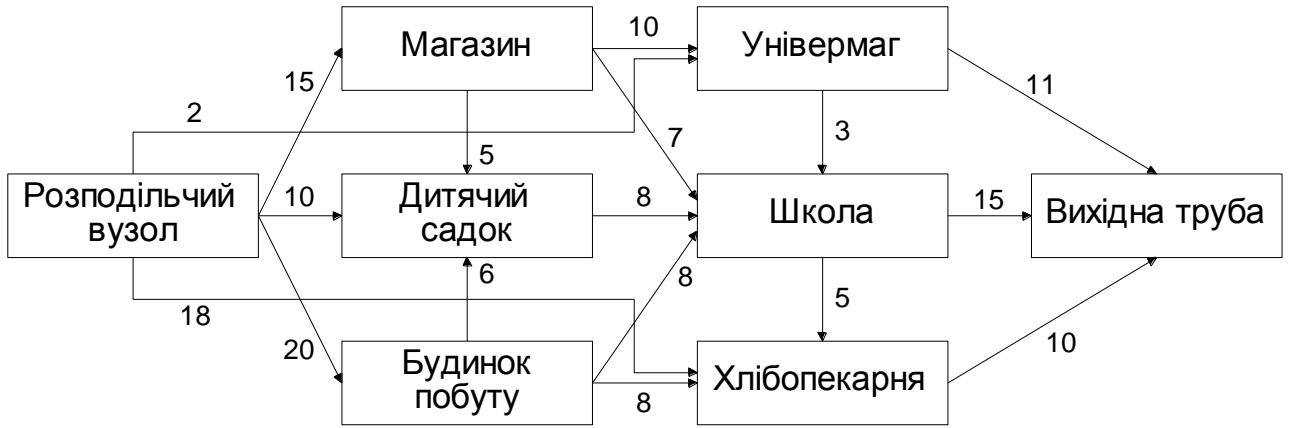 Магазин
10
Універмаг
15
11
2
7
3
5
Розподільчий
вузол
10
Дитячий
садок
8
Школа
15
Вихідна труба
6
8
18
5
20
10
Будинок
побуту
8
Хлібопекарня